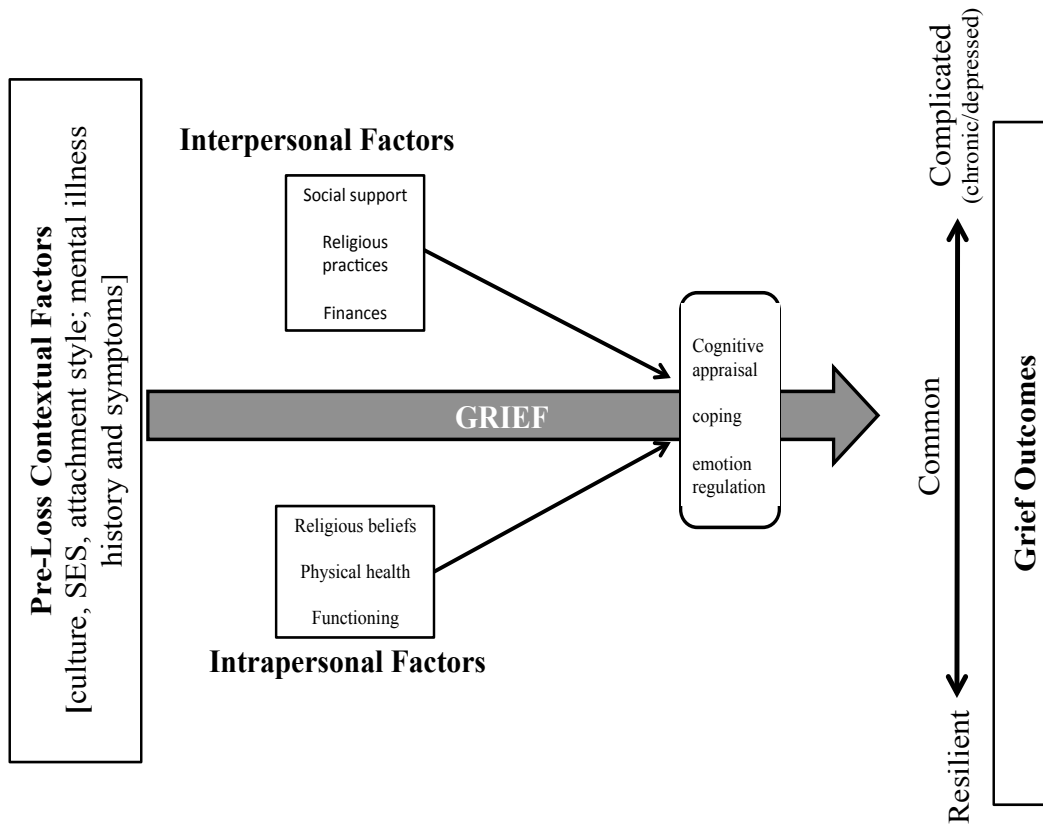 Pre-Loss Contextual Factors
[culture, SES, attachment style; mental illness
history and symptoms]
Interpersonal Factors
Social support
Religious
practices
Finances
GRIEF
Cognitive
appraisal
coping
emotion
regulation
Religious beliefs
Physical health
Functioning
Intrapersonal Factors
Complicated
(chronic/depressed)
Common
Resilient
Grief Outcomes